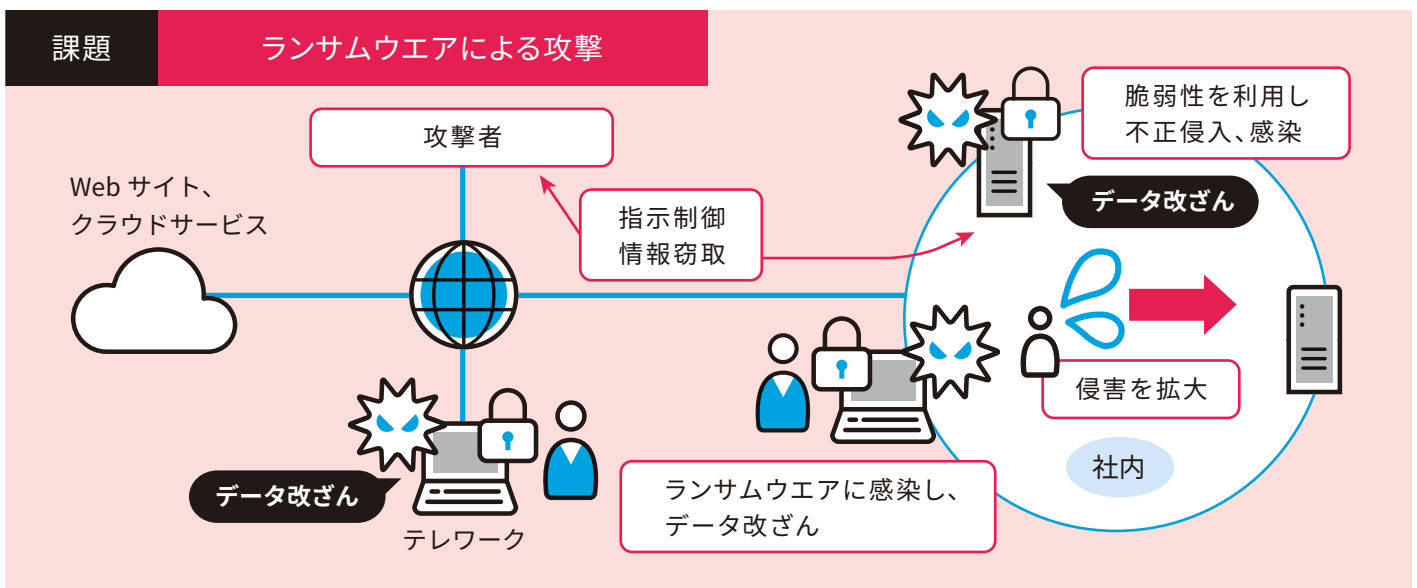 課題
ランサムウエアによる攻撃
攻撃者
Web サイト、
クラウドサービス
指示制御
情報窃取
脆弱性を利用し
不正侵入、感染
データ改ざん
侵害を拡大
社内
データ改ざん
テレワーク
ランサムウエアに感染し、
データ改ざん